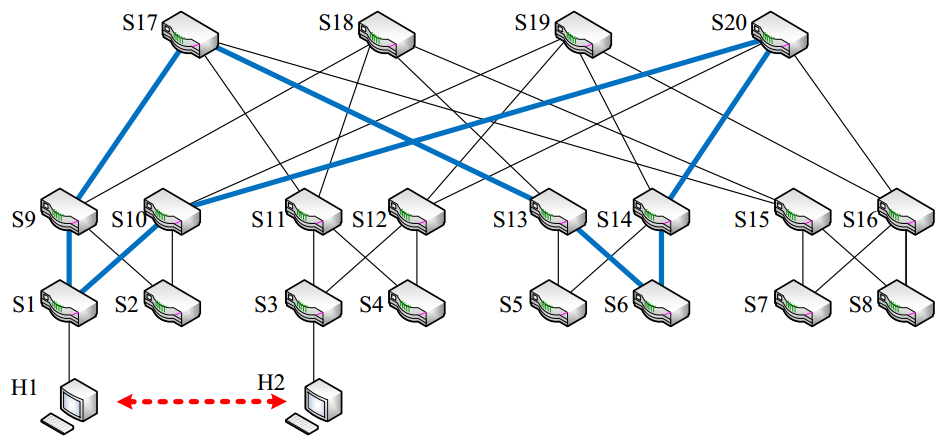 S17 S18 S19 S20
S9 S10 S11 S12 S13 S14 S15 S16
S1 S2 S3 S4 S5 S6 S7 S8
H1 H2